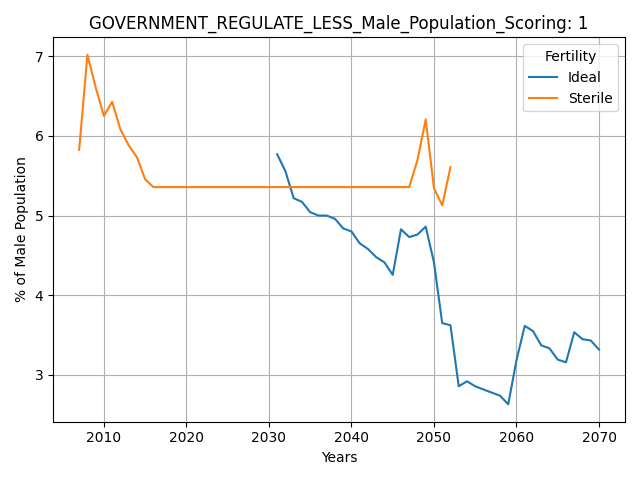 GOVERNMENT_REGULATE_LESS_Male_Population_Scoring: 1
Fertility
Ideal
Sterile
7
6
5
4
3
% of Male Population
2010 2020 2030 2040 2050 2060 2070
Years